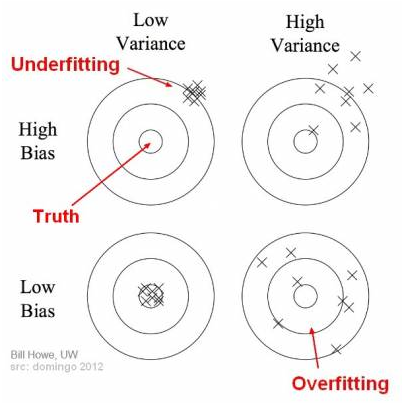 Low
Variance
High
Variance
Underfitting
High
Bias
Truth
Low
Bias
Bill Howe, UW
src: domingo 2012
Overfitting